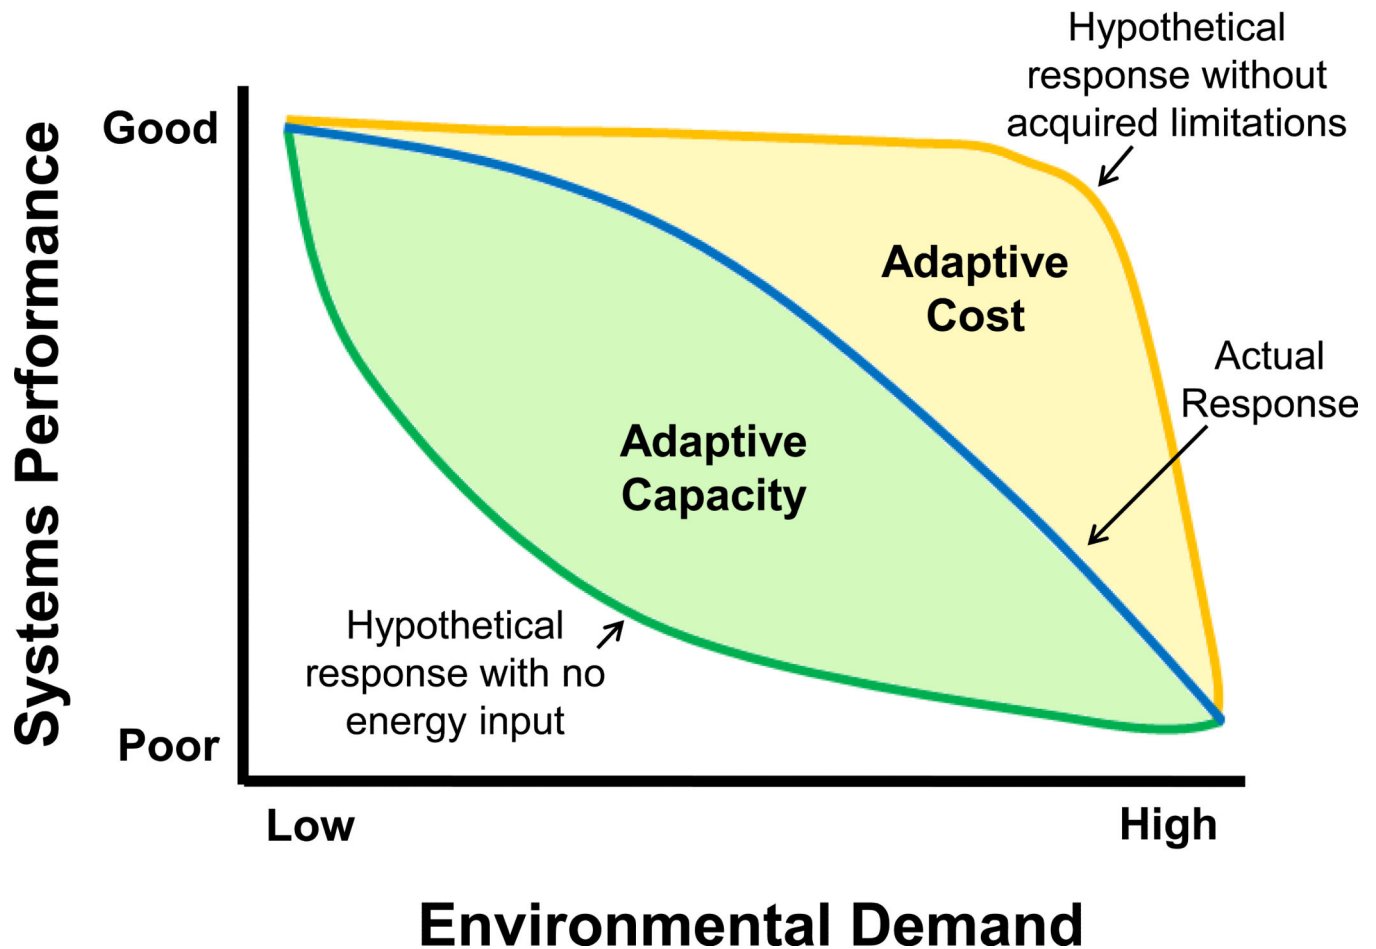 Hypothetical
response without
acquired limitations
Good
Systems Performance
Adaptive
Cost
Actual
Response
Adaptive
Capacity
Hypothetical
response with no
energy input
Poor
Low
High
Environmental Demand